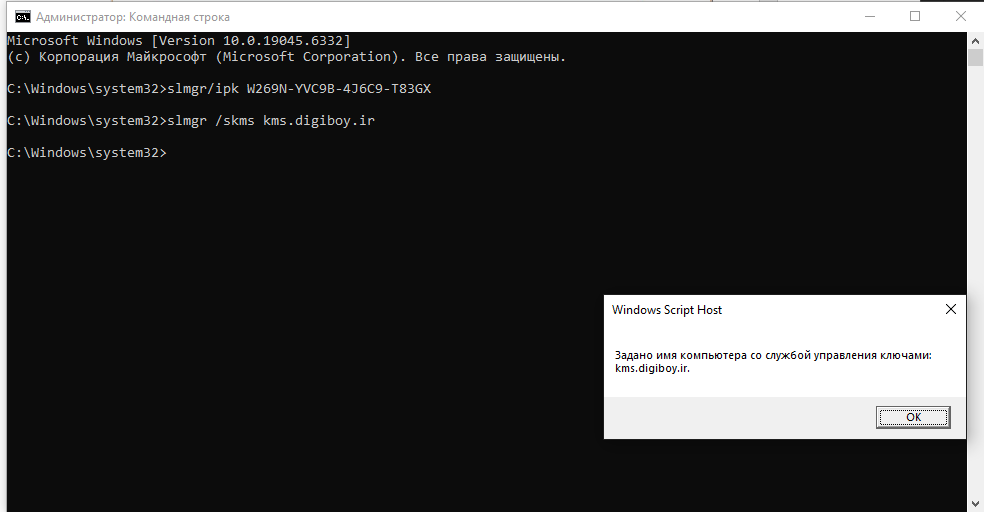 Администратор: Командная строка
Microsoft Windows [Version 10.0.19045.6332]
(c) Корпорация Майкрософт (Microsoft Corporation). Все права защищены.
C:\Windows\system32>slmgr/ipk W269N-YVC9B-4J6C9-T83GX
C:\Windows\system32>slmgr /skms kms.digiboy.ir
C:\Windows\system32>
Windows Script Host
Задано имя компьютера со службой управления ключами:
kms.digiboy.ir.
OK